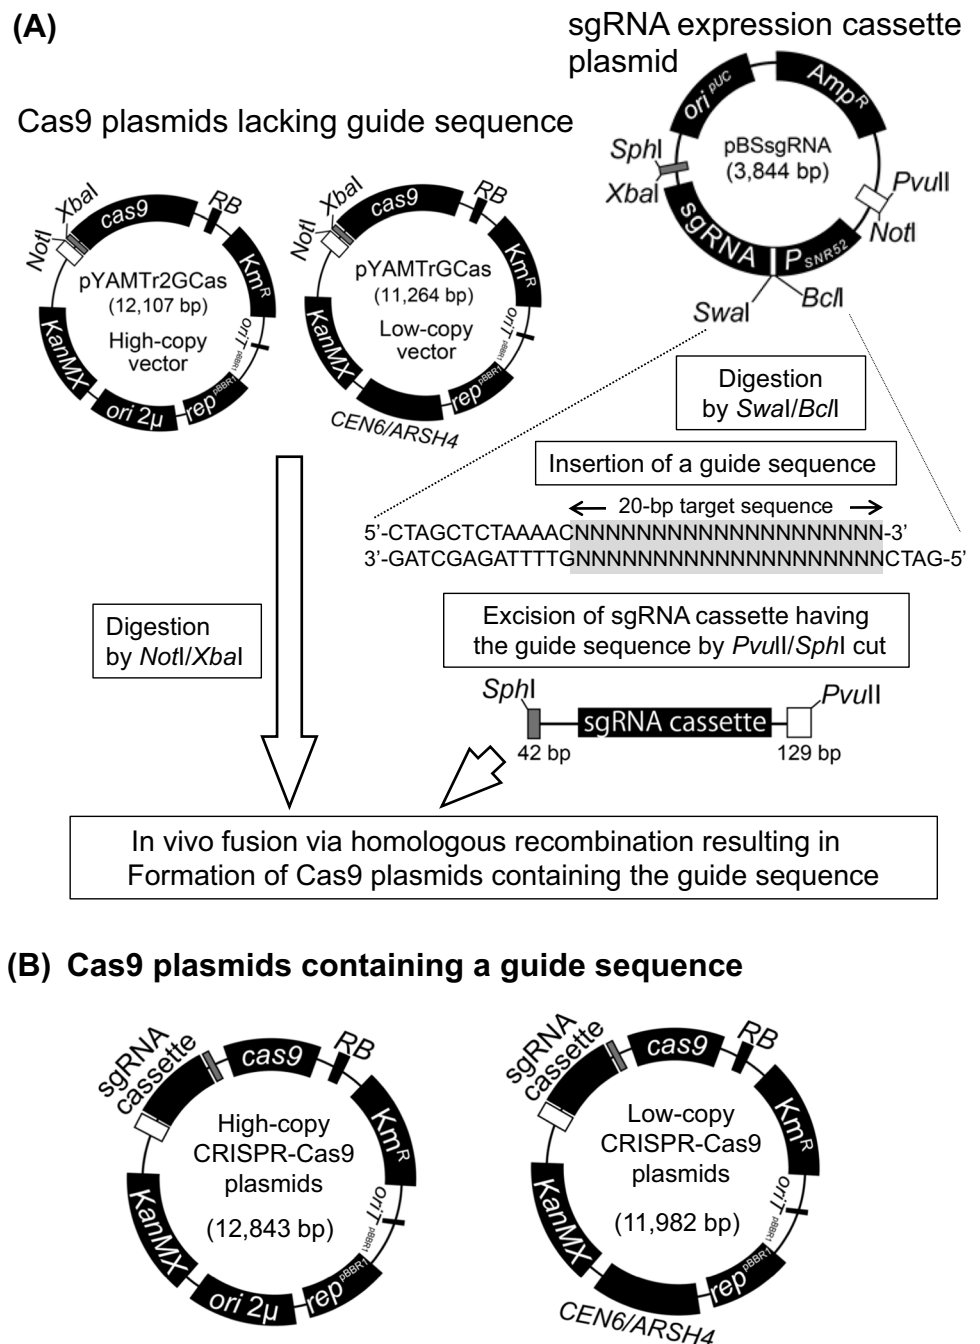 (A)
sgRNA expression cassette
plasmid
Cas9 plasmids lacking guide sequence
NotI
XbaI
cas9
RB
KmR
oriT pBBR1
rep pBBR1
ori 2μ
KanMX
pYAMTr2GCas
(12,107 bp)
High-copy
vector
NotI
XbaI
cas9
RB
KmR
oriT pBBR1
rep pBBR1
CEN6/ARSH4
KanMX
pYAMTrGCas
(11,264 bp)
Low-copy
vector
ori pUC
AmpR
SphI
XbaI
pBSsgRNA
(3,844 bp)
PvuII
NotI
sgRNA
PSNR52
SwaI
BclI
Digestion
by SwaI/BclI
Insertion of a guide sequence
20-bp target sequence
5'-CTAGCTCTAAAACNNNNNNNNNNNNNNNNNNNN-3'
3'-GATCGAGATTTTGNNNNNNNNNNNNNNNNNNNNCTAG-5'
Digestion
by NotI/XbaI
Excision of sgRNA cassette having
the guide sequence by PvuII/SphI cut
SphI
PvuII
sgRNA cassette
42 bp
129 bp
In vivo fusion via homologous recombination resulting in
Formation of Cas9 plasmids containing the guide sequence
(B) Cas9 plasmids containing a guide sequence
sgRNA
cassette
cas9
RB
KmR
oriT pBBR1
rep pBBR1
ori 2μ
KanMX
High-copy
CRISPR-Cas9
plasmids
(12,843 bp)
sgRNA
cassette
cas9
RB
KmR
oriT pBBR1
rep pBBR1
CEN6/ARSH4
KanMX
Low-copy
CRISPR-Cas9
plasmids
(11,982 bp)